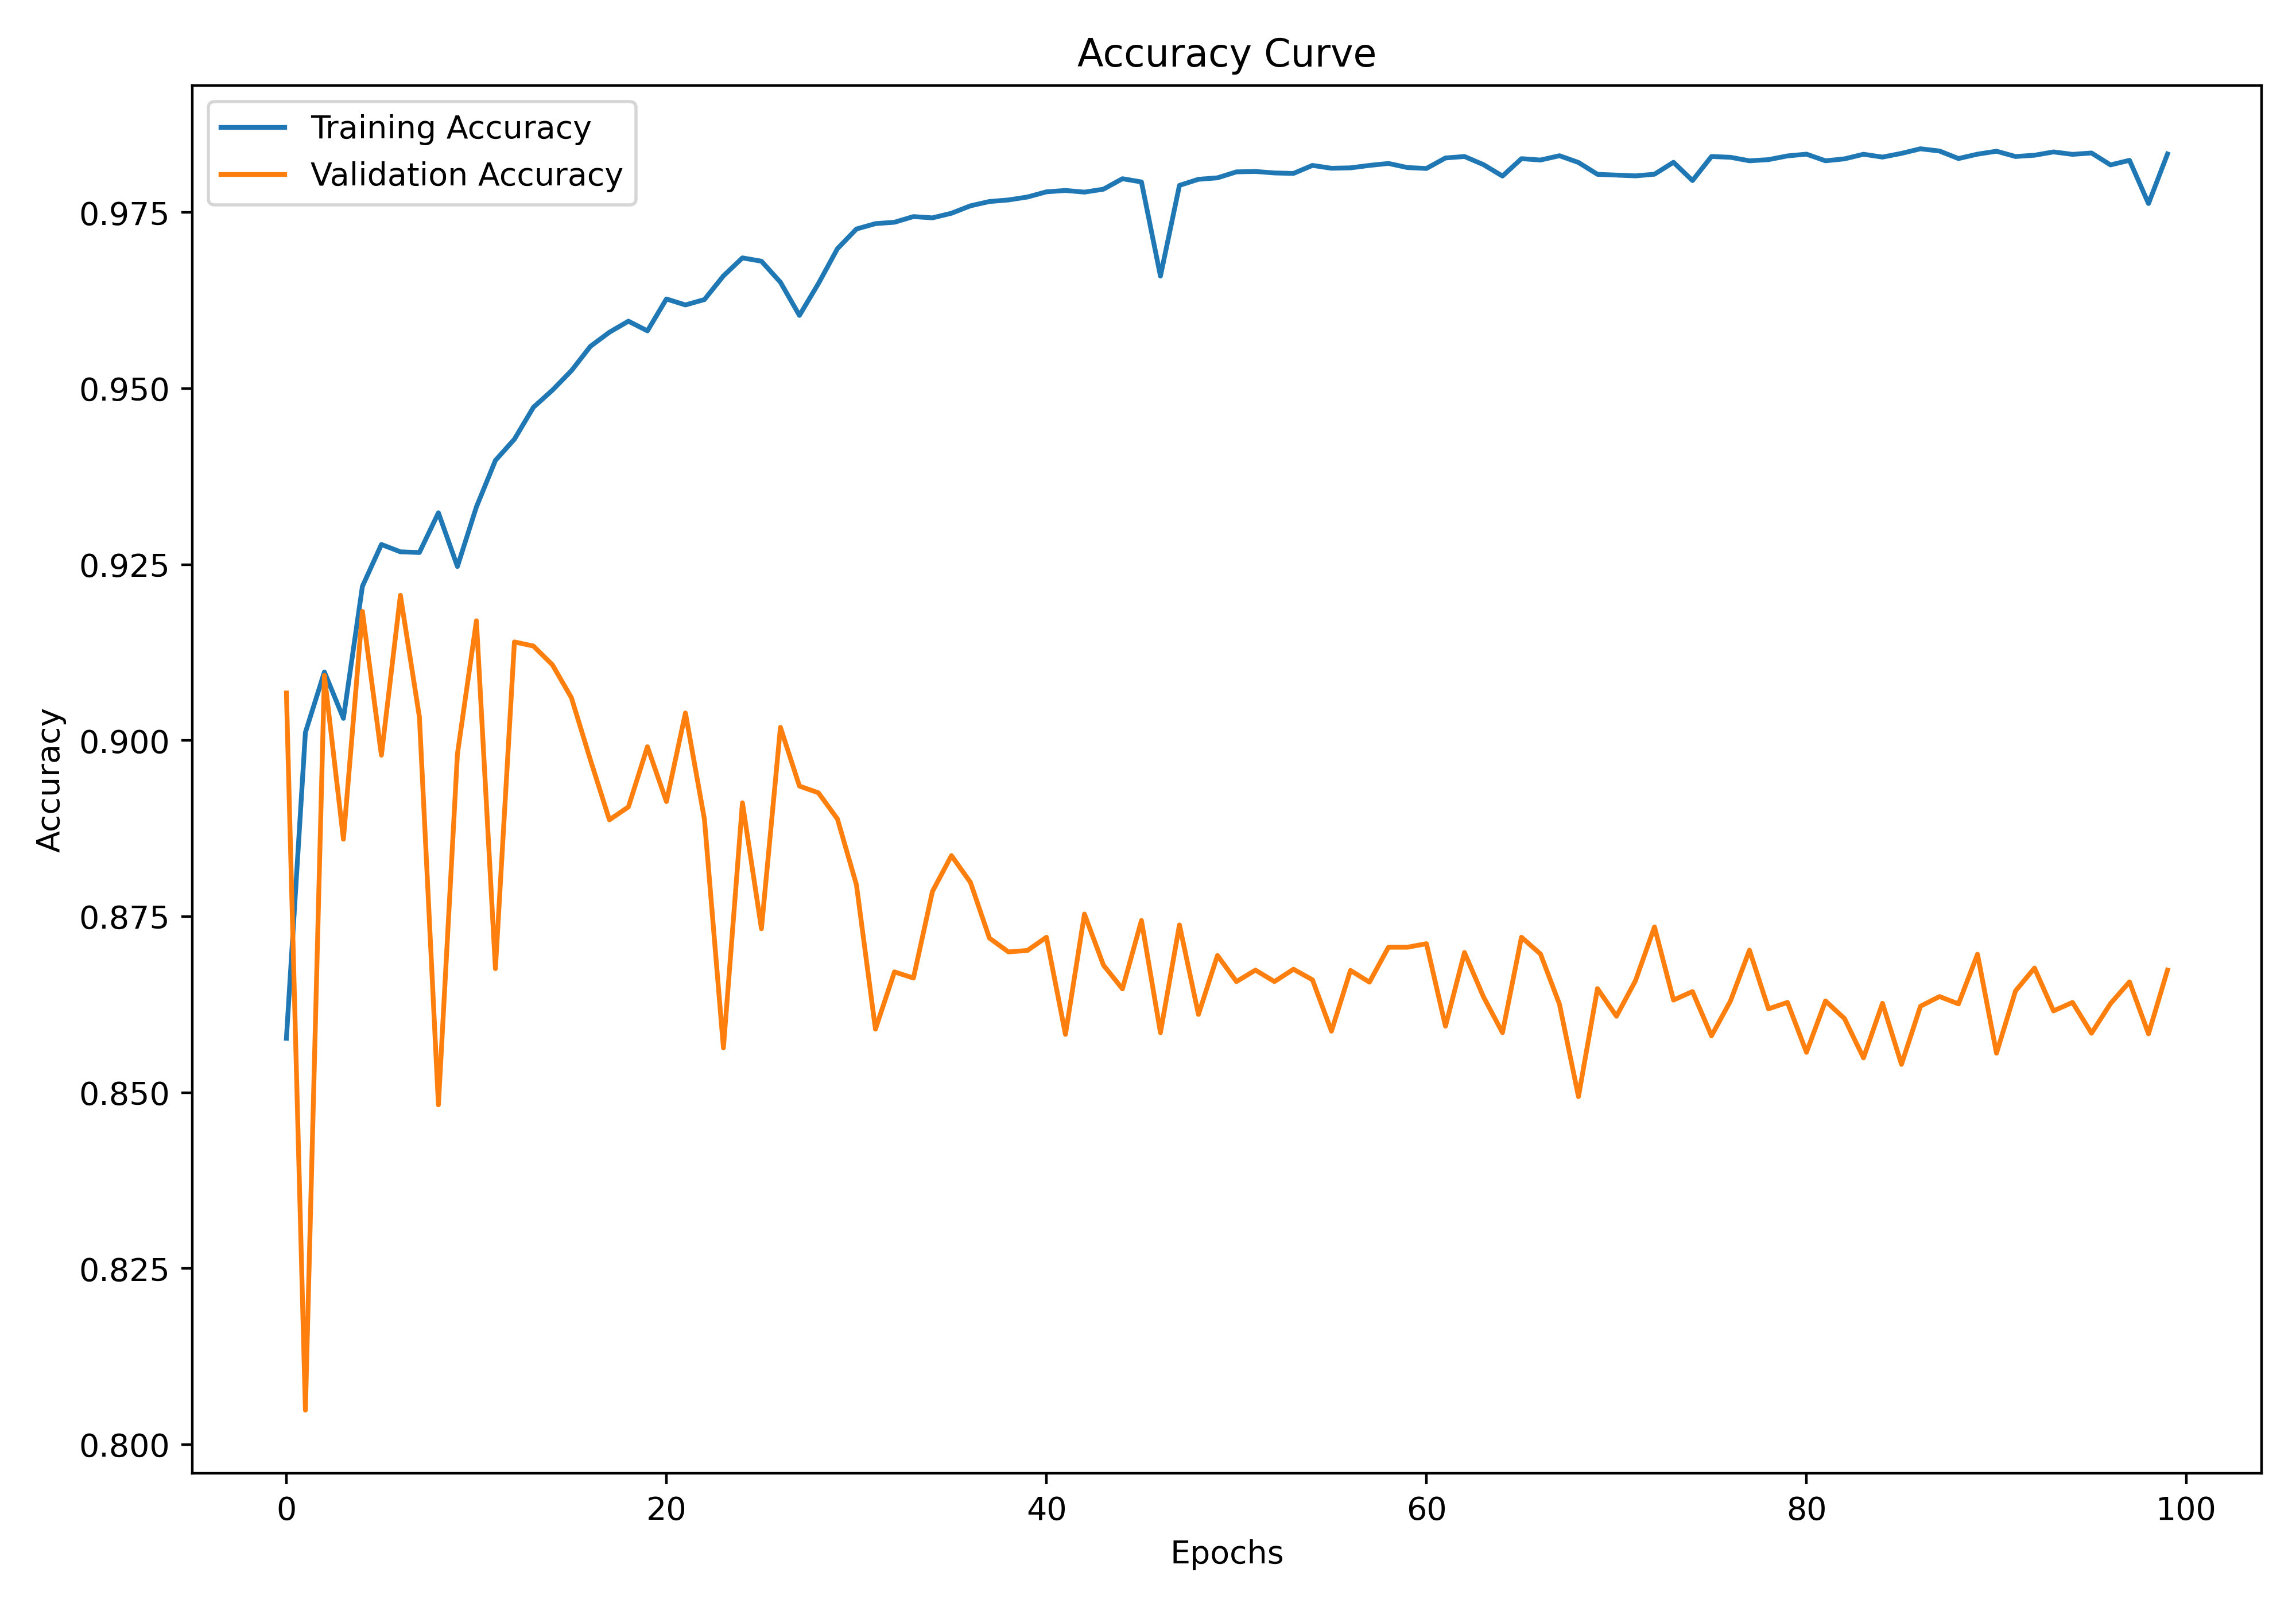 Accuracy Curve
Training Accuracy
Validation Accuracy
0.975
0.950
0.925
0.900
0.875
0.850
0.825
0.800
Accuracy
0 20 40 60 80 100
Epochs